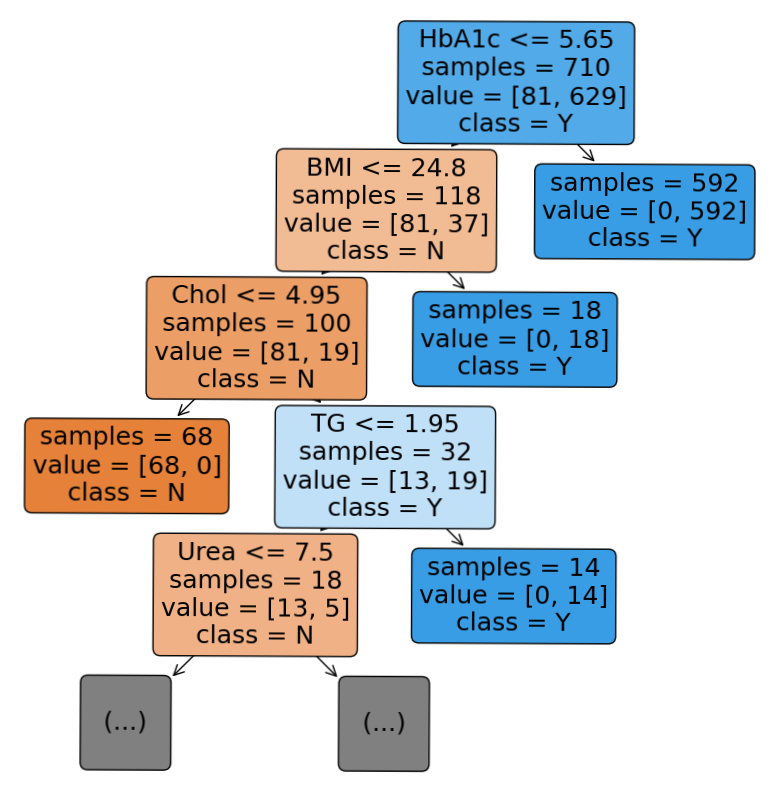 HbA1c <= 5.65
samples = 710
value = [81, 629]
class = Y
BMI <= 24.8
samples = 118
value = [81, 37]
class = N
samples = 592
value = [0, 592]
class = Y
Chol <= 4.95
samples = 100
value = [81, 19]
class = N
samples = 18
value = [0, 18]
class = Y
samples = 68
value = [68, 0]
class = N
TG <= 1.95
samples = 32
value = [13, 19]
class = Y
Urea <= 7.5
samples = 18
value = [13, 5]
class = N
samples = 14
value = [0, 14]
class = Y
(...)
(...)